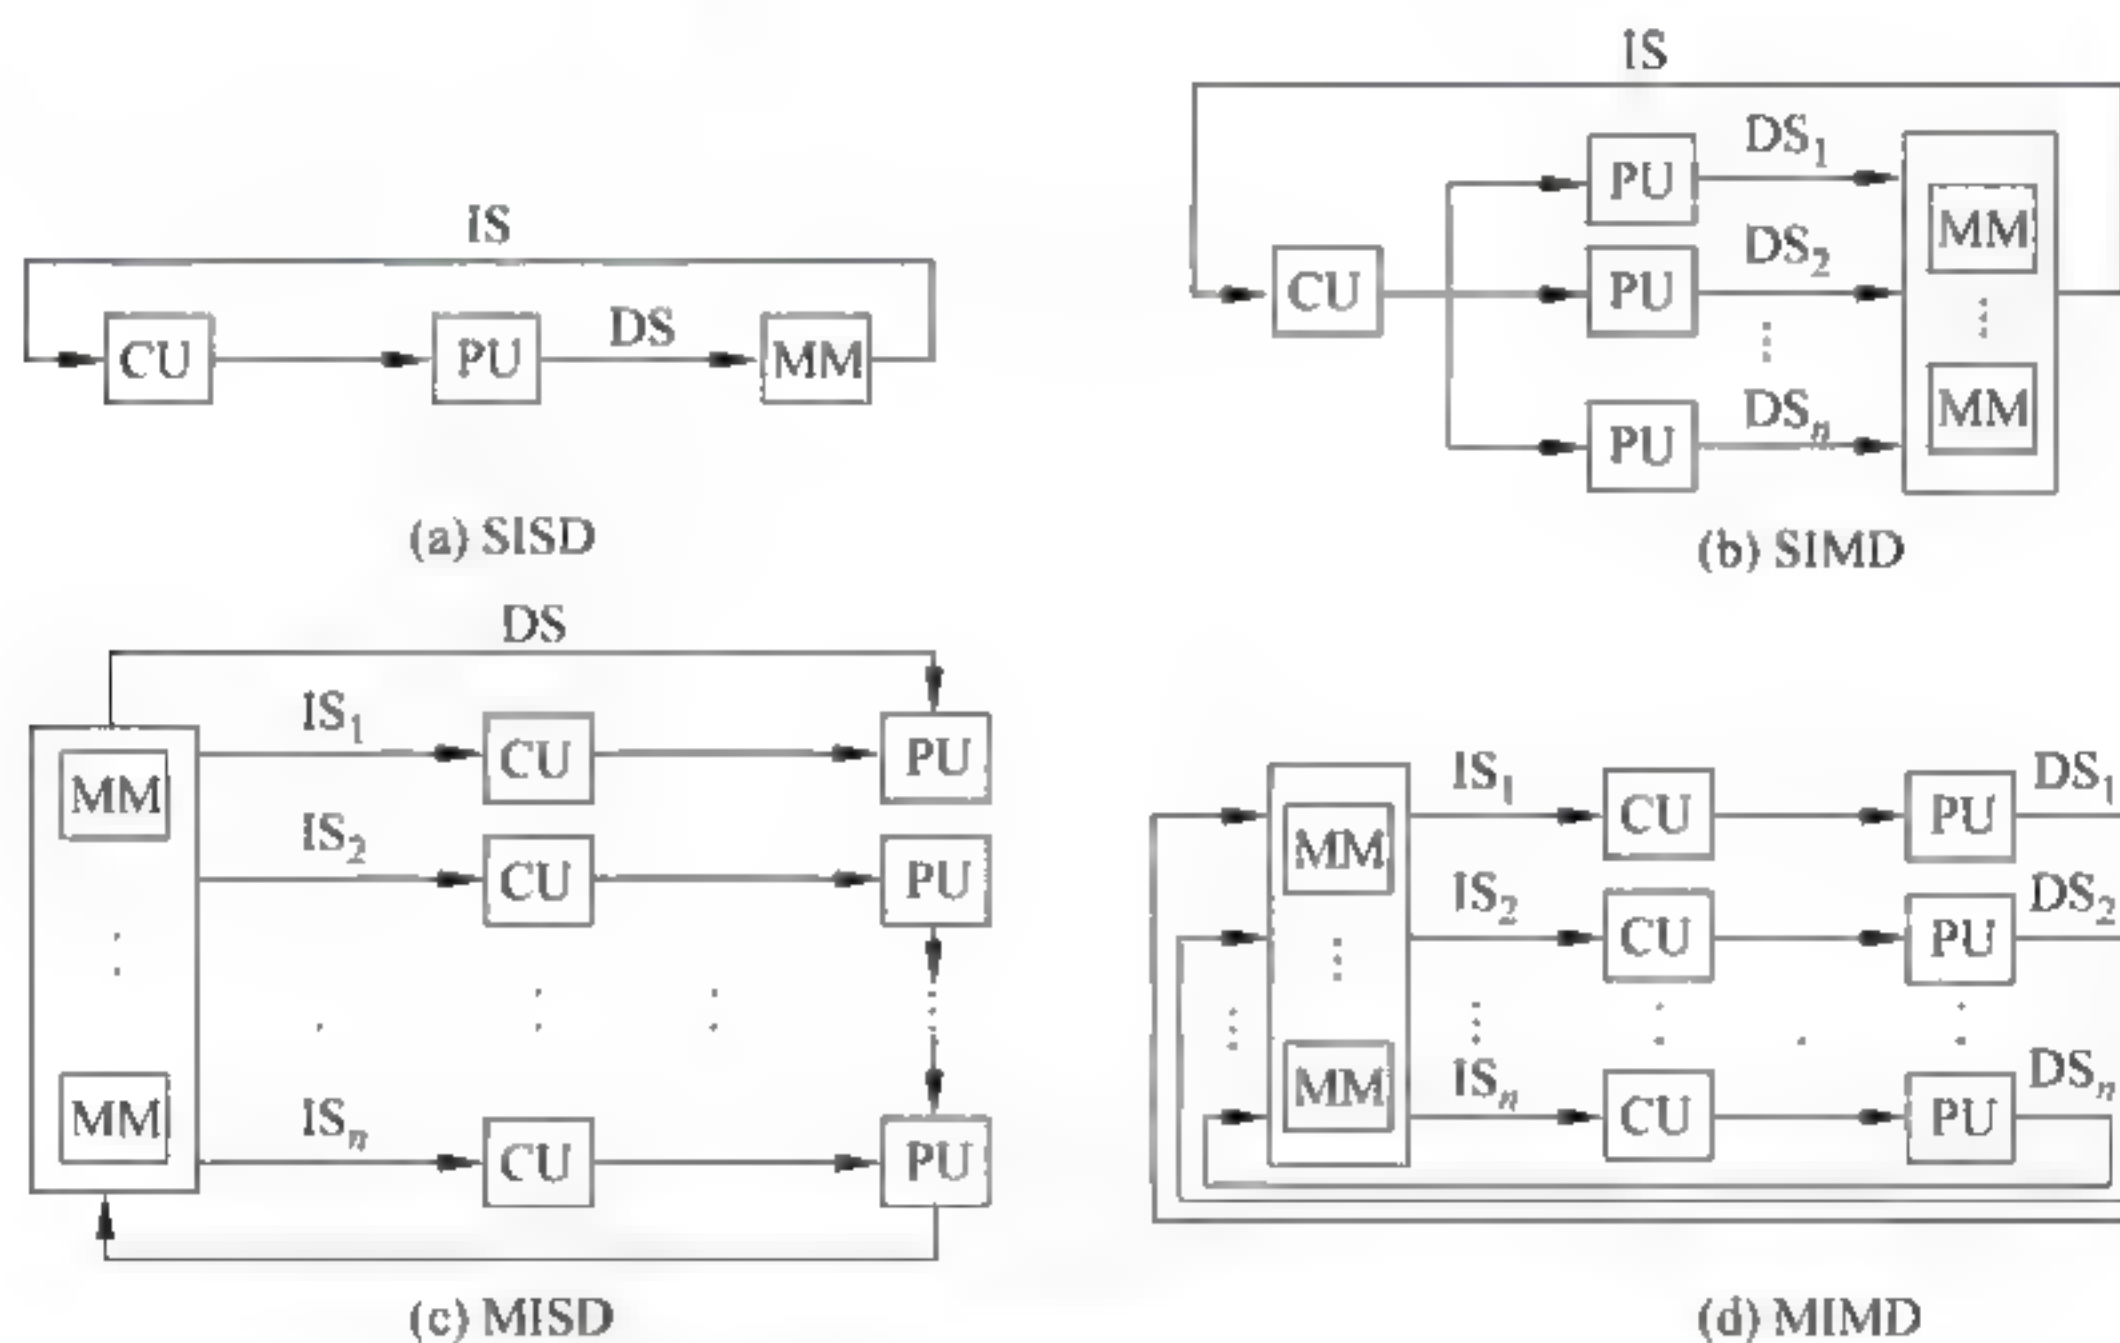 IS
CU PU DS MM
(a) SISD
IS
CU
PU DS₁
PU DS₂
PU DSₙ
MM
MM
(b) SIMD
DS
MM
MM
IS₁ CU PU
IS₂ CU PU
ISₙ CU PU
(c) MISD
MM
MM
IS₁ CU PU DS₁
IS₂ CU PU DS₂
ISₙ CU PU DSₙ
(d) MIMD